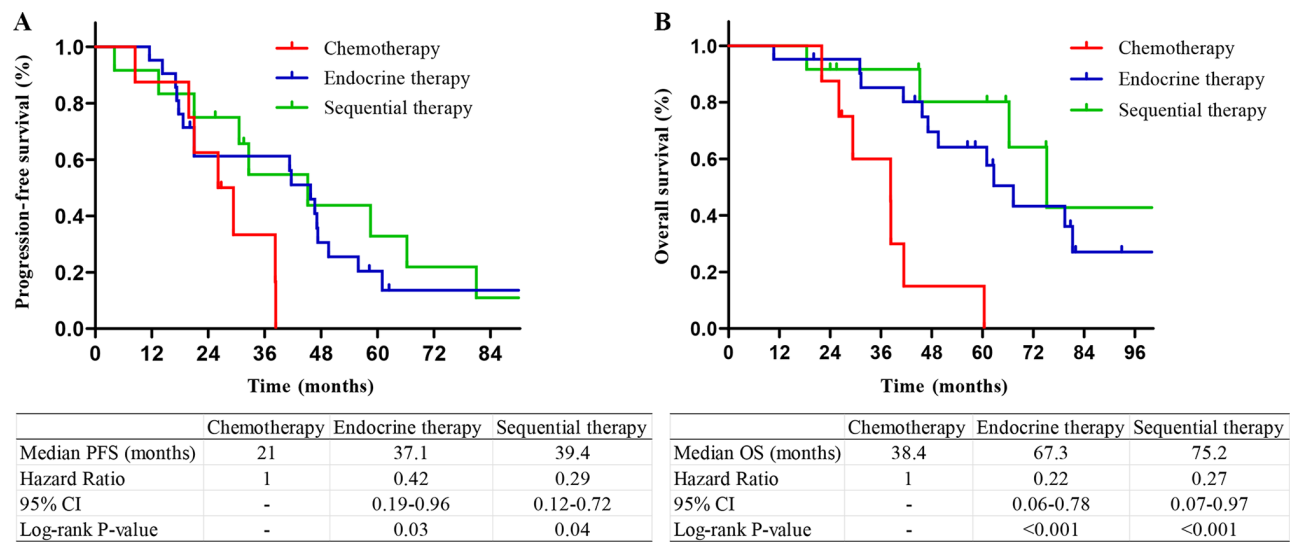 A
Progression-free survival (%)
1.0
0.8
0.6
0.4
0.2
0.0
0 12 24 36 48 60 72 84
Time (months)
Chemotherapy
Endocrine therapy
Sequential therapy
B
Overall survival (%)
1.0
0.8
0.6
0.4
0.2
0.0
0 12 24 36 48 60 72 84 96
Time (months)
Chemotherapy
Endocrine therapy
Sequential therapy
Chemotherapy Endocrine therapy Sequential therapy
Median PFS (months) 21 37.1 39.4
Hazard Ratio 1 0.42 0.29
95% CI - 0.19-0.96 0.12-0.72
Log-rank P-value - 0.03 0.04
Chemotherapy Endocrine therapy Sequential therapy
Median OS (months) 38.4 67.3 75.2
Hazard Ratio 1 0.22 0.27
95% CI - 0.06-0.78 0.07-0.97
Log-rank P-value - <0.001 <0.001